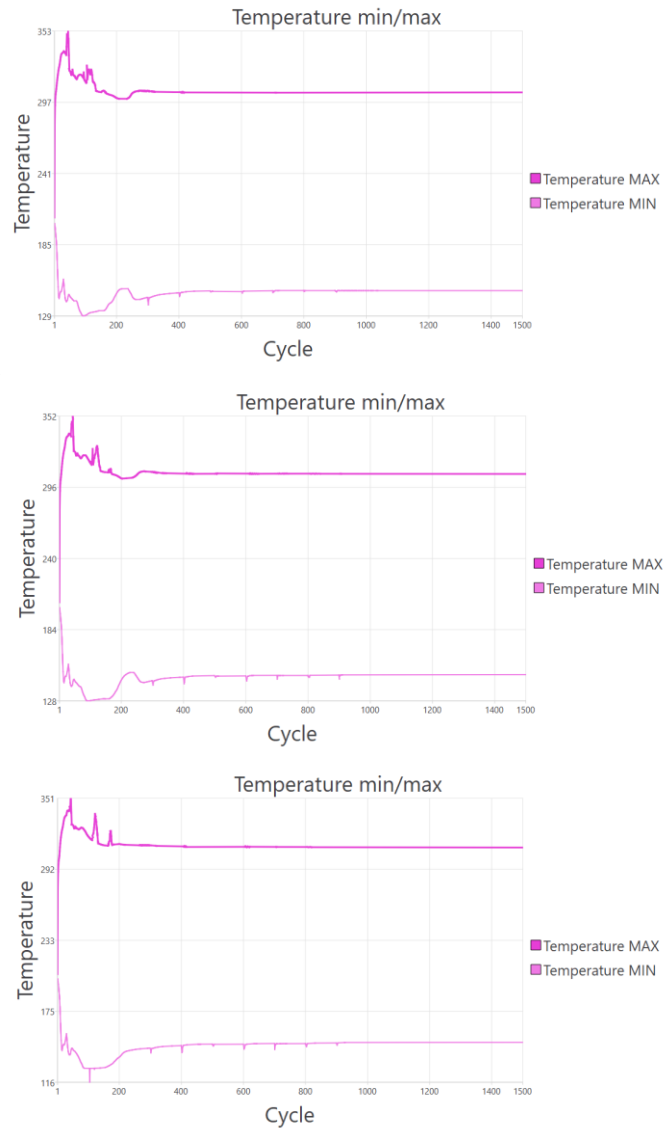 Temperature min/max
353
297
241
185
129
Temperature
1 200 400 600 800 1000 1200 1400 1500
Cycle
Temperature MAX
Temperature MIN
Temperature min/max
352
296
240
184
128
Temperature
1 200 400 600 800 1000 1200 1400 1500
Cycle
Temperature MAX
Temperature MIN
Temperature min/max
351
292
233
175
116
Temperature
1 200 400 600 800 1000 1200 1400 1500
Cycle
Temperature MAX
Temperature MIN